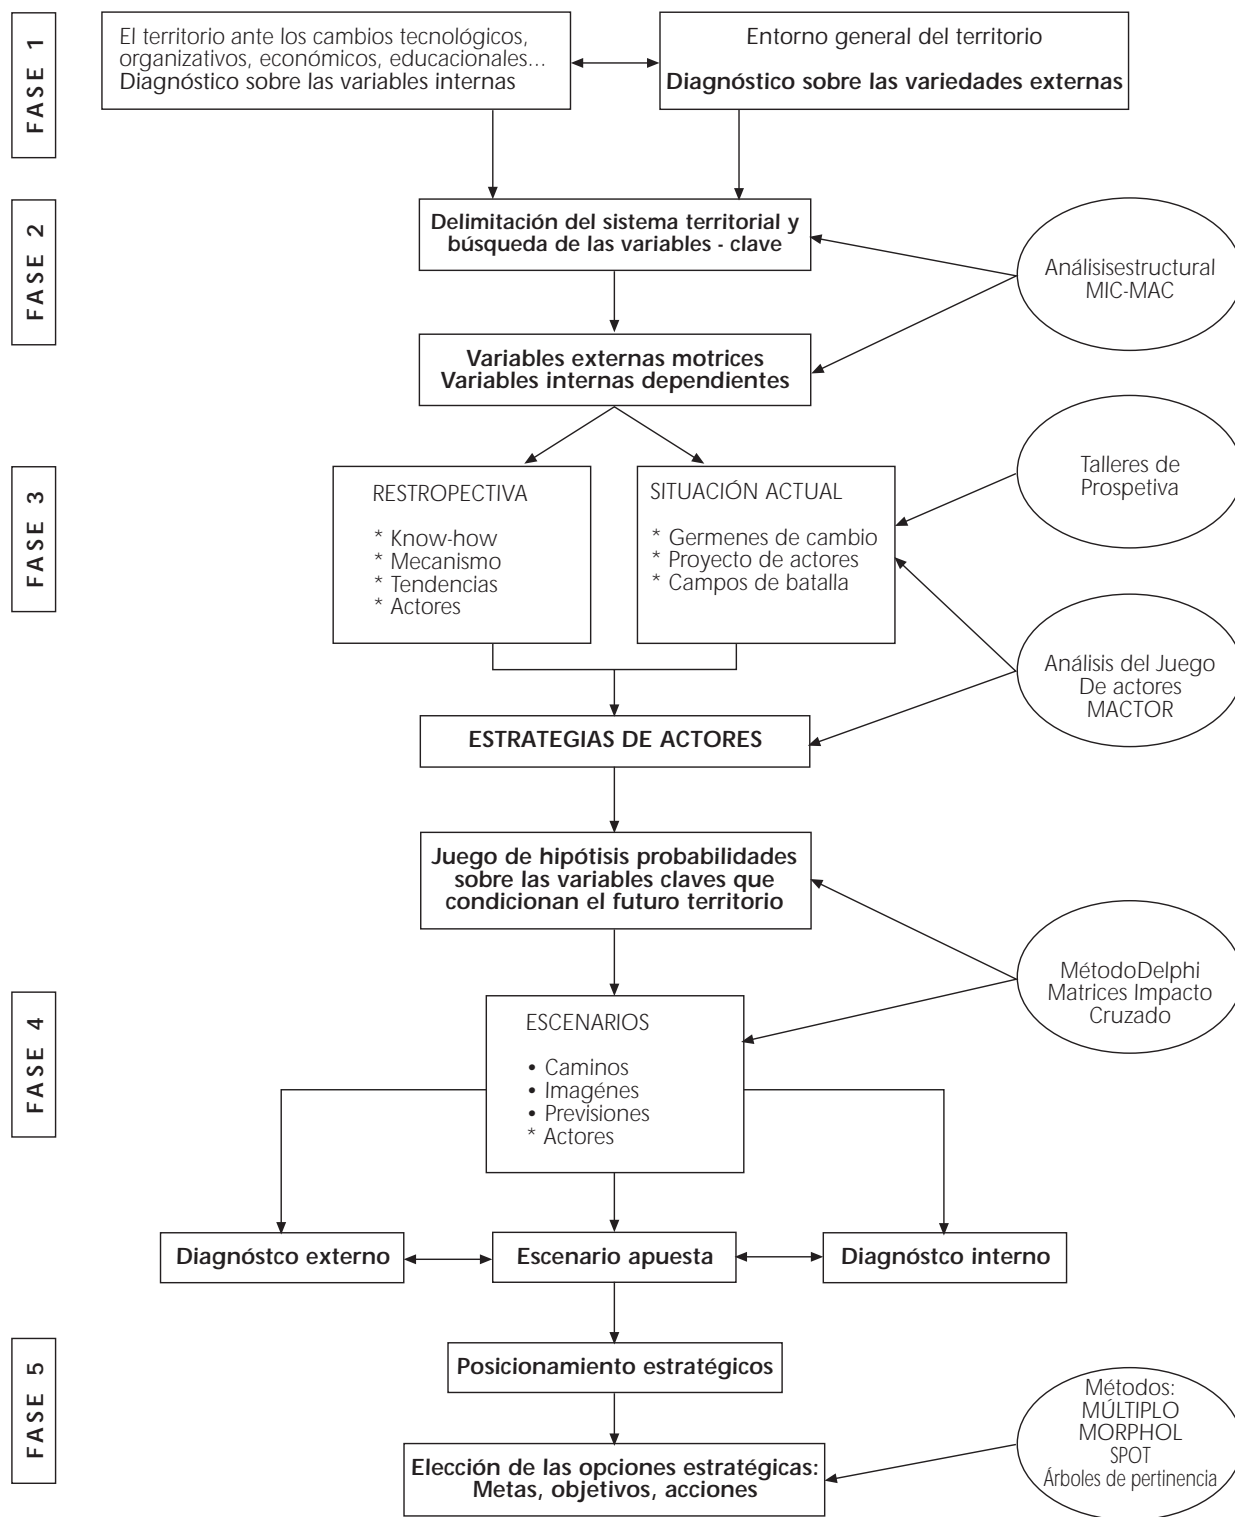 FASE 1
El territorio ante los cambios tecnológicos,
organizativos, económicos, educacionales...
Diagnóstico sobre las variables internas
Entorno general del territorio
Diagnóstico sobre las variedades externas
FASE 2
Delimitación del sistema territorial y
búsqueda de las variables - clave
Análisisestructural
MIC-MAC
Variables externas motrices
Variables internas dependientes
FASE 3
RESTROPECTIVA
* Know-how
* Mecanismo
* Tendencias
* Actores
SITUACIÓN ACTUAL
* Germenes de cambio
* Proyecto de actores
* Campos de batalla
Talleres de
Prospetiva
Análisis del Juego
De actores
MACTOR
ESTRATEGIAS DE ACTORES
Juego de hipótisis probabilidades
sobre las variables claves que
condicionan el futuro territorio
FASE 4
ESCENARIOS
• Caminos
• Imagénes
• Previsiones
* Actores
MétodoDelphi
Matrices Impacto
Cruzado
Diagnóstco externo
Escenario apuesta
Diagnóstco interno
FASE 5
Posicionamiento estratégicos
Elección de las opciones estratégicas:
Metas, objetivos, acciones
Métodos:
MÚLTIPLO
MORPHOL
SPOT
Árboles de pertinencia